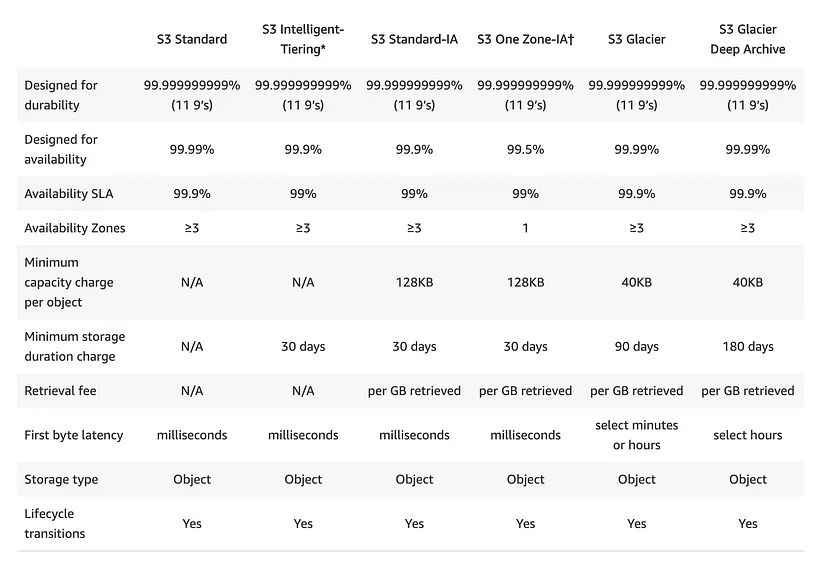 S3 Standard
S3 Intelligent-
Tiering*
S3 Standard-IA
S3 One Zone-IA†
S3 Glacier
S3 Glacier
Deep Archive
Designed for
durability
99.999999999%
(11 9's)
99.999999999%
(11 9's)
99.999999999%
(11 9's)
99.999999999%
(11 9's)
99.999999999%
(11 9's)
99.999999999%
(11 9's)
Designed for
availability
99.99%
99.9%
99.9%
99.5%
99.99%
99.99%
Availability SLA
99.9%
99%
99%
99%
99.9%
99.9%
Availability Zones
≥3
≥3
≥3
1
≥3
≥3
Minimum
capacity charge
per object
N/A
N/A
128KB
128KB
40KB
40KB
Minimum storage
duration charge
N/A
30 days
30 days
30 days
90 days
180 days
Retrieval fee
N/A
N/A
per GB retrieved
per GB retrieved
per GB retrieved
per GB retrieved
First byte latency
milliseconds
milliseconds
milliseconds
milliseconds
select minutes
or hours
select hours
Storage type
Object
Object
Object
Object
Object
Object
Lifecycle
transitions
Yes
Yes
Yes
Yes
Yes
Yes